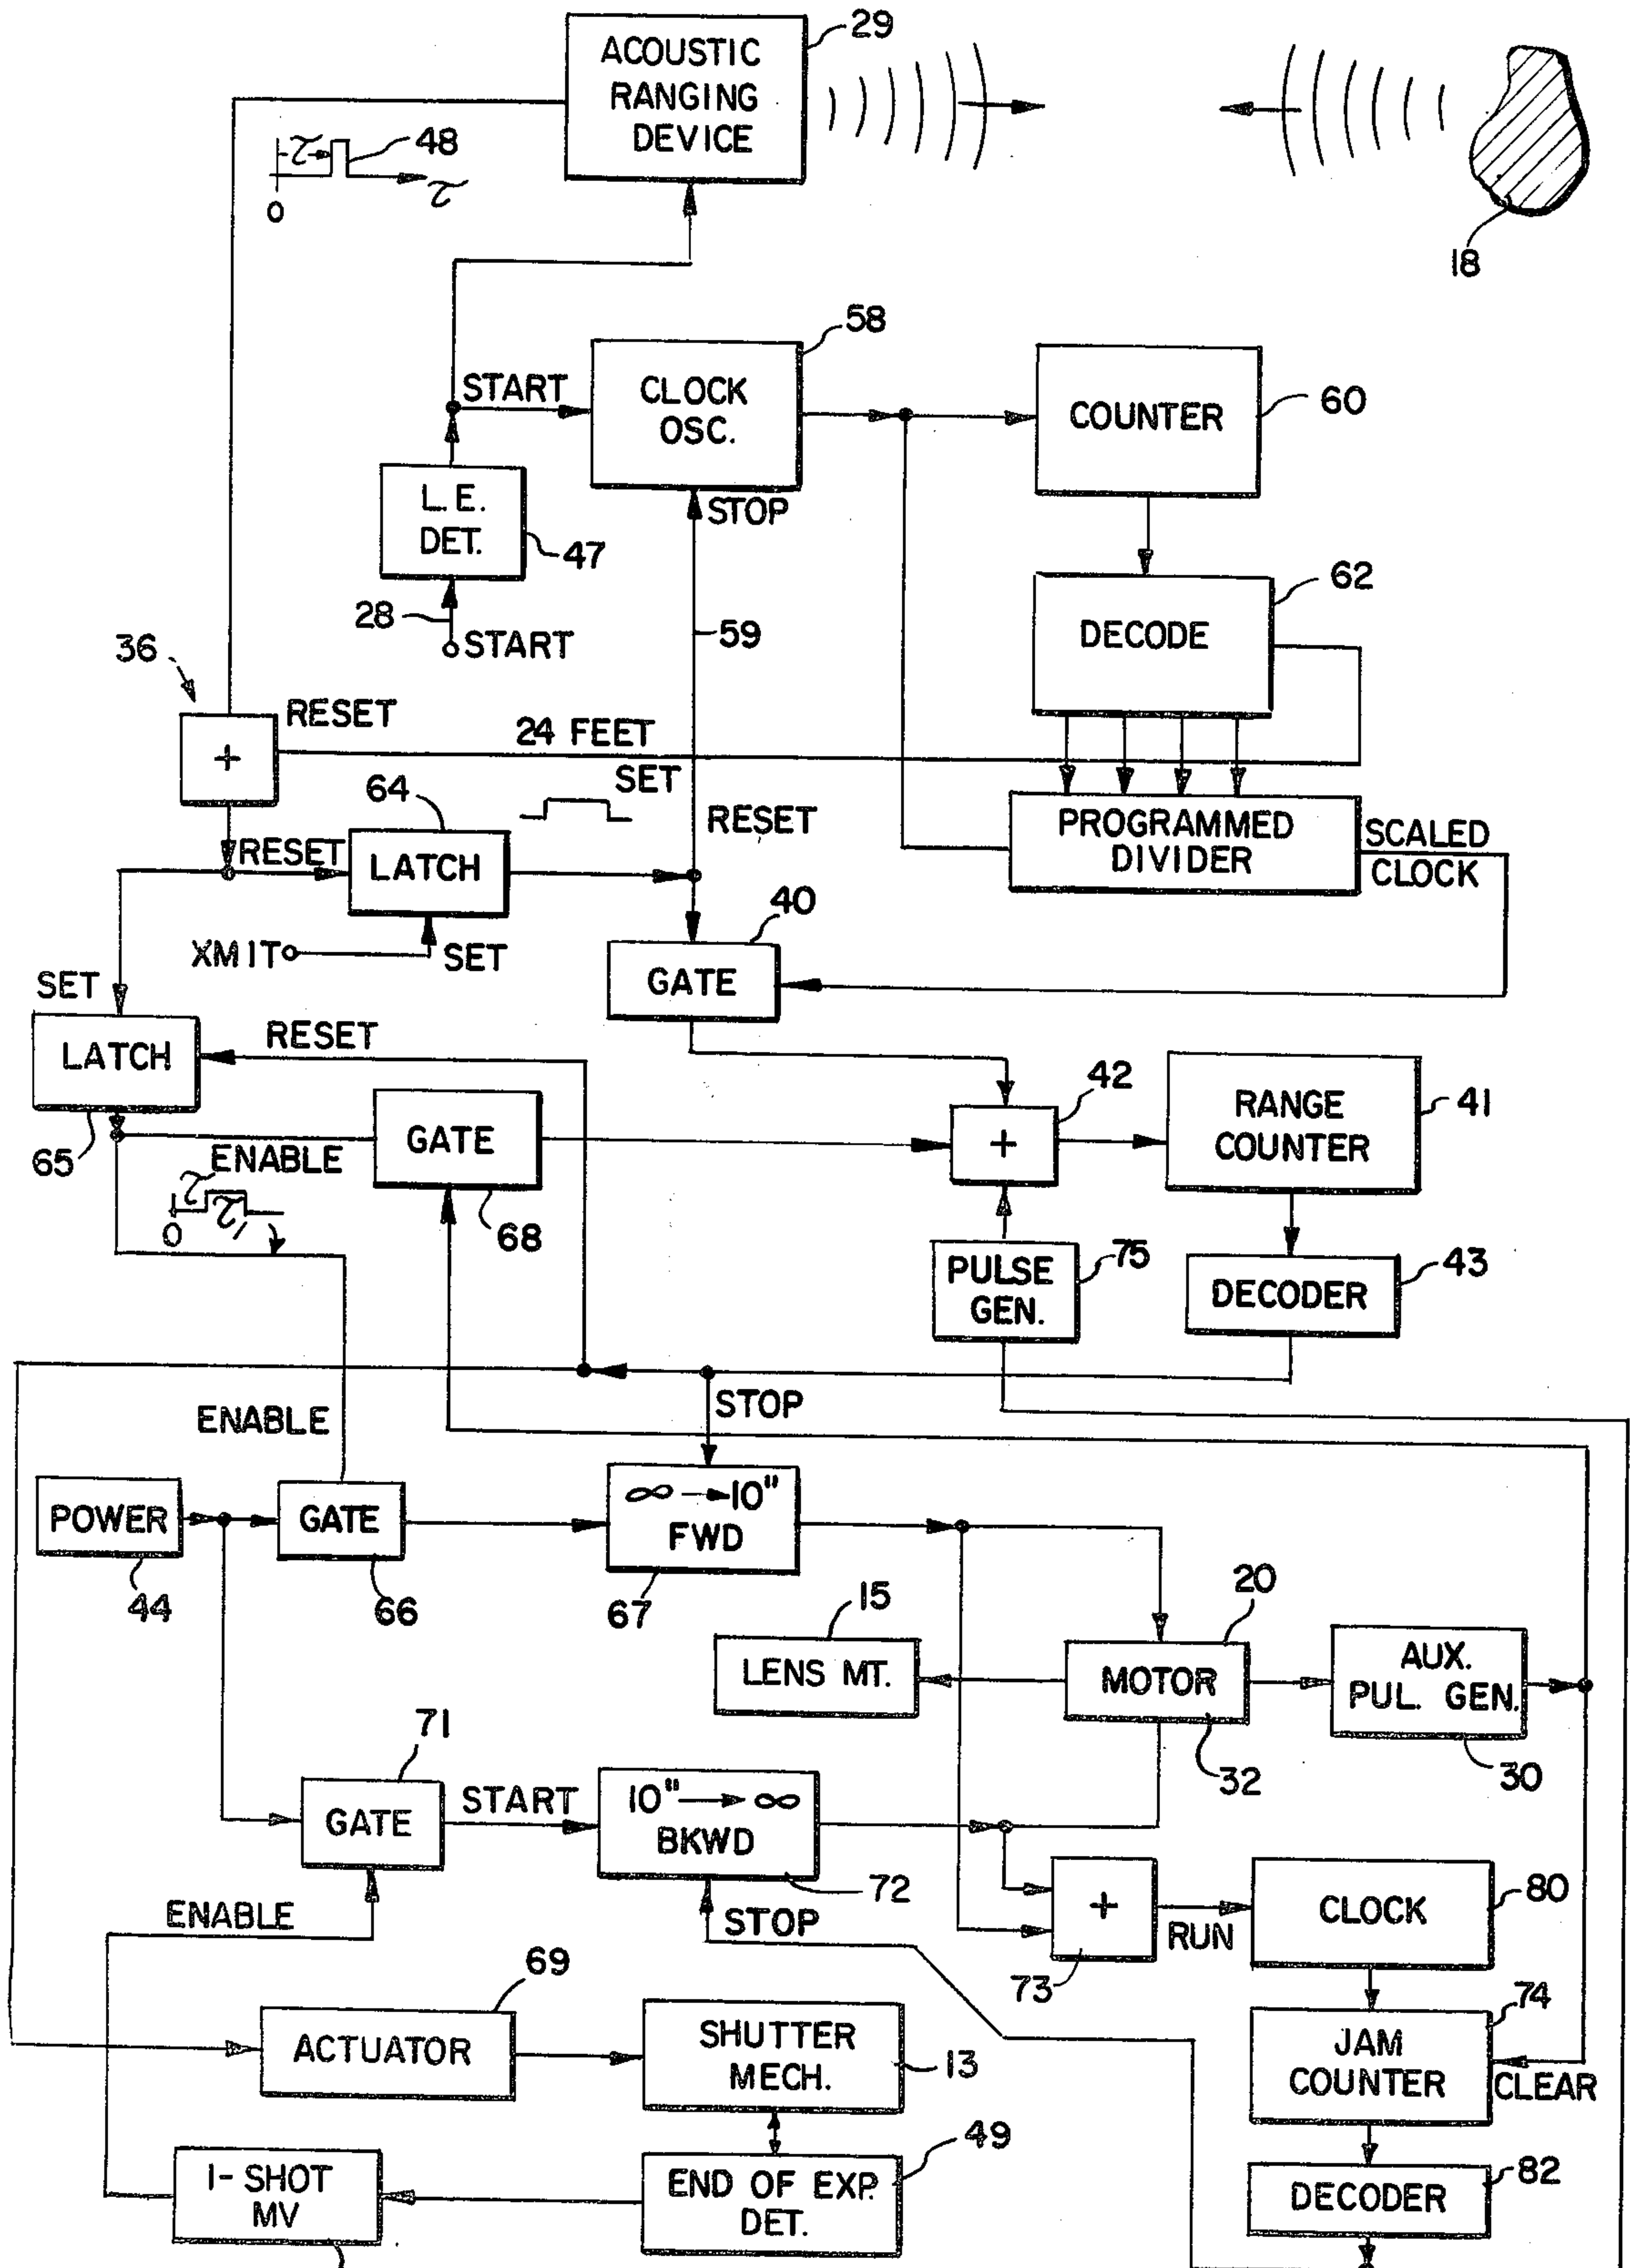 29
ACOUSTIC
RANGING
DEVICE
τ
48
0
τ
18
58
START
CLOCK
OSC.
COUNTER
60
L.E.
DET.
47
STOP
28
START
59
62
DECODE
36
+
RESET
24 FEET
SET
64
RESET
LATCH
RESET
PROGRAMMED
DIVIDER
SCALED
CLOCK
XMIT
SET
40
GATE
SET
LATCH
65
RESET
ENABLE
GATE
68
42
+
RANGE
COUNTER
41
τ
τ'
0
PULSE
GEN.
75
DECODER
43
ENABLE
STOP
POWER
44
GATE
66
∞ → 10"
FWD
67
15
LENS MT.
20
MOTOR
32
AUX.
PUL. GEN.
30
71
GATE
START
10" → ∞
BKWD
72
ENABLE
STOP
+
73
RUN
CLOCK
80
69
ACTUATOR
SHUTTER
MECH.
13
JAM
COUNTER
74
CLEAR
1-SHOT
MV
END OF EXP.
DET.
49
DECODER
82